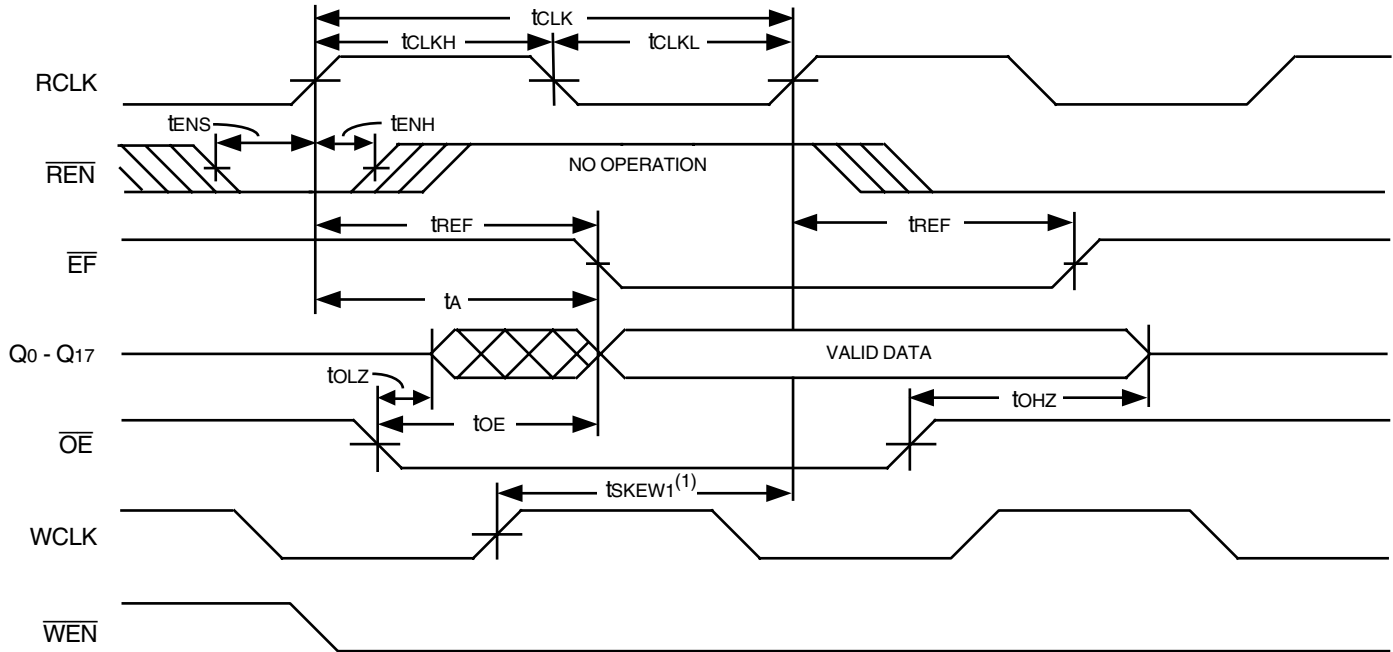 tCLK
tCLKH
tCLKL
RCLK
tENS
tENH
REN
NO OPERATION
tREF
tREF
EF
tA
Q0 - Q17
VALID DATA
tOLZ
tOE
tOHZ
OE
tSKEW1(1)
WCLK
WEN